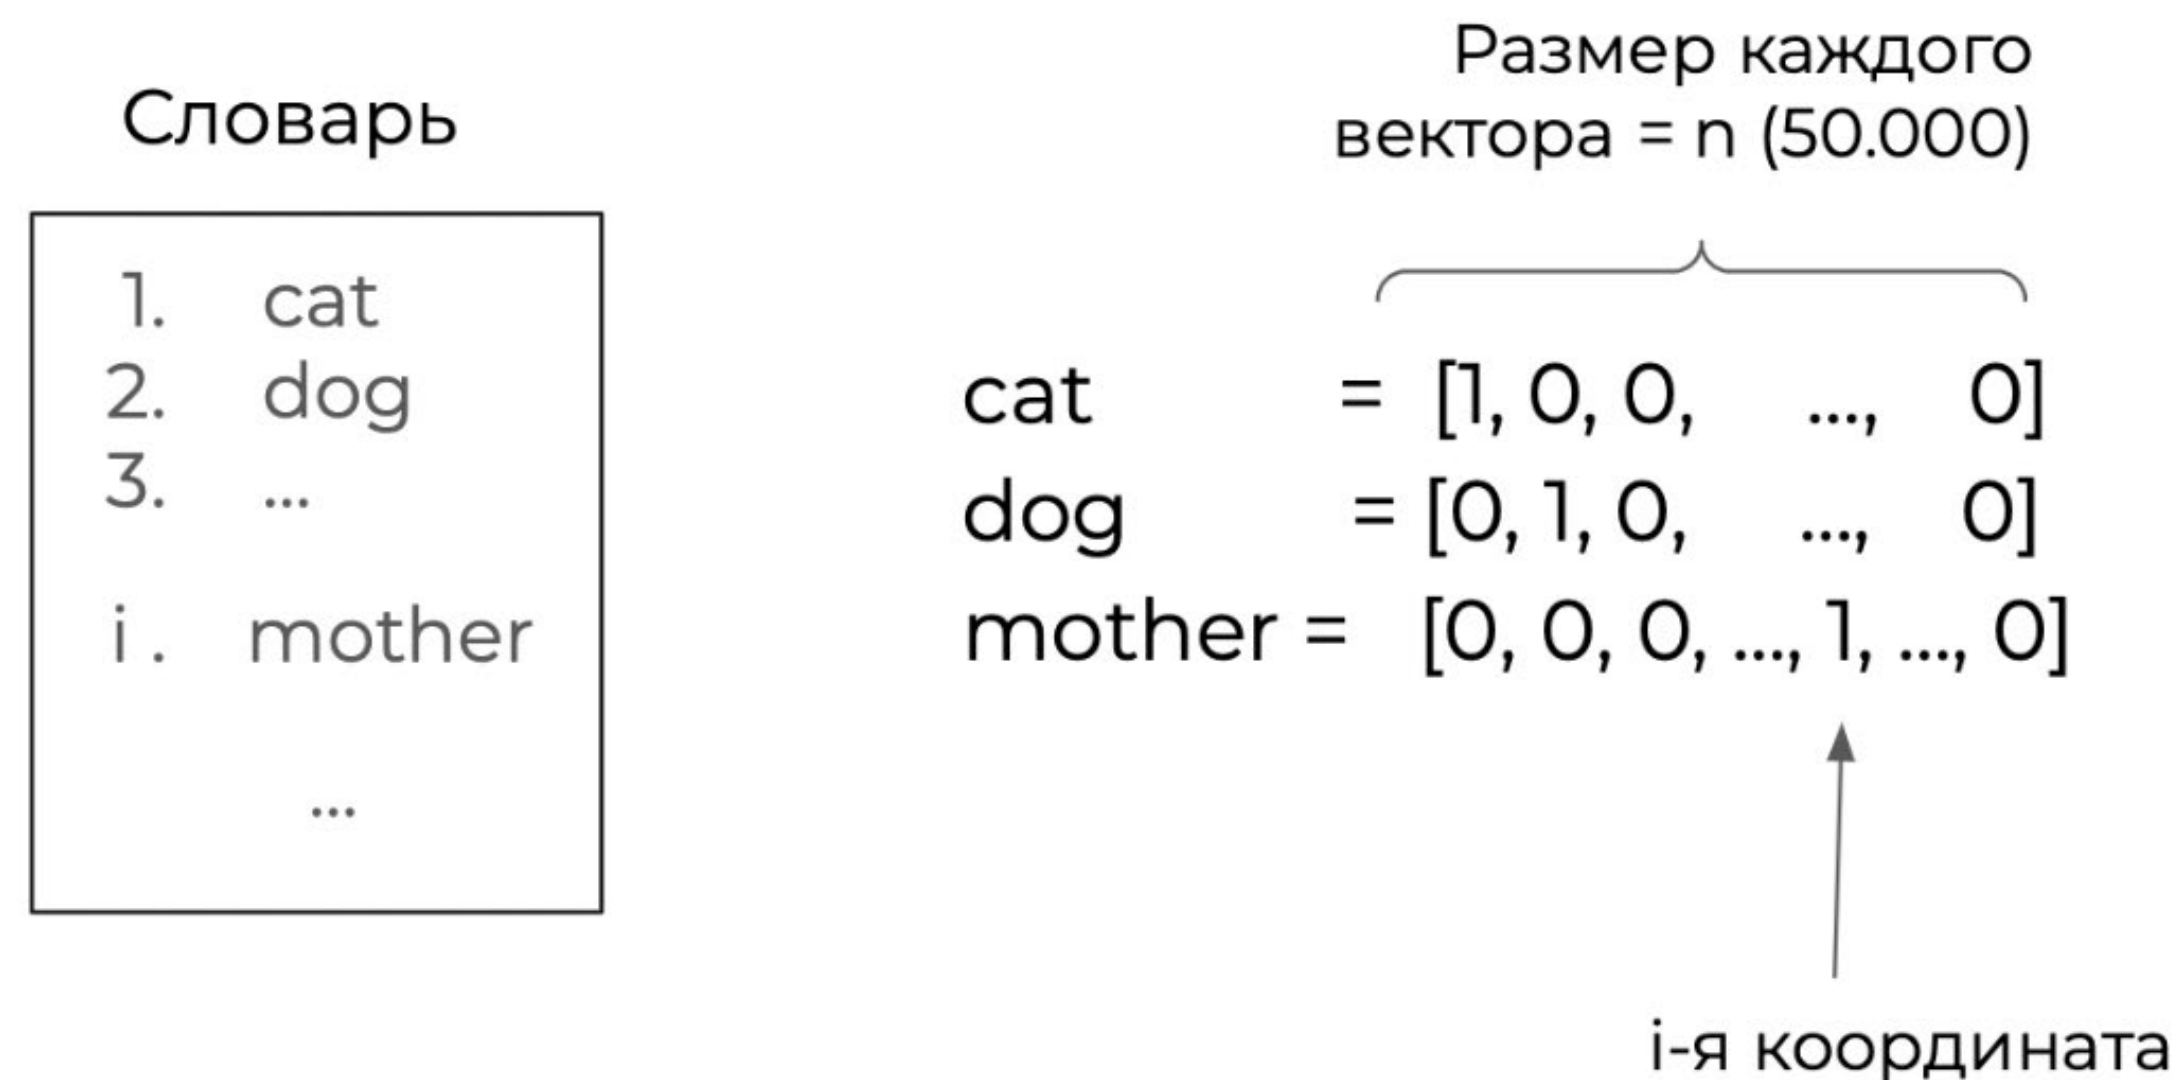 Словарь
1. cat
2. dog
3. ...
i . mother
...
Размер каждого
вектора = n (50.000)
cat = [1, 0, 0, ..., 0]
dog = [0, 1, 0, ..., 0]
mother = [0, 0, 0, ..., 1, ..., 0]
i-я координата